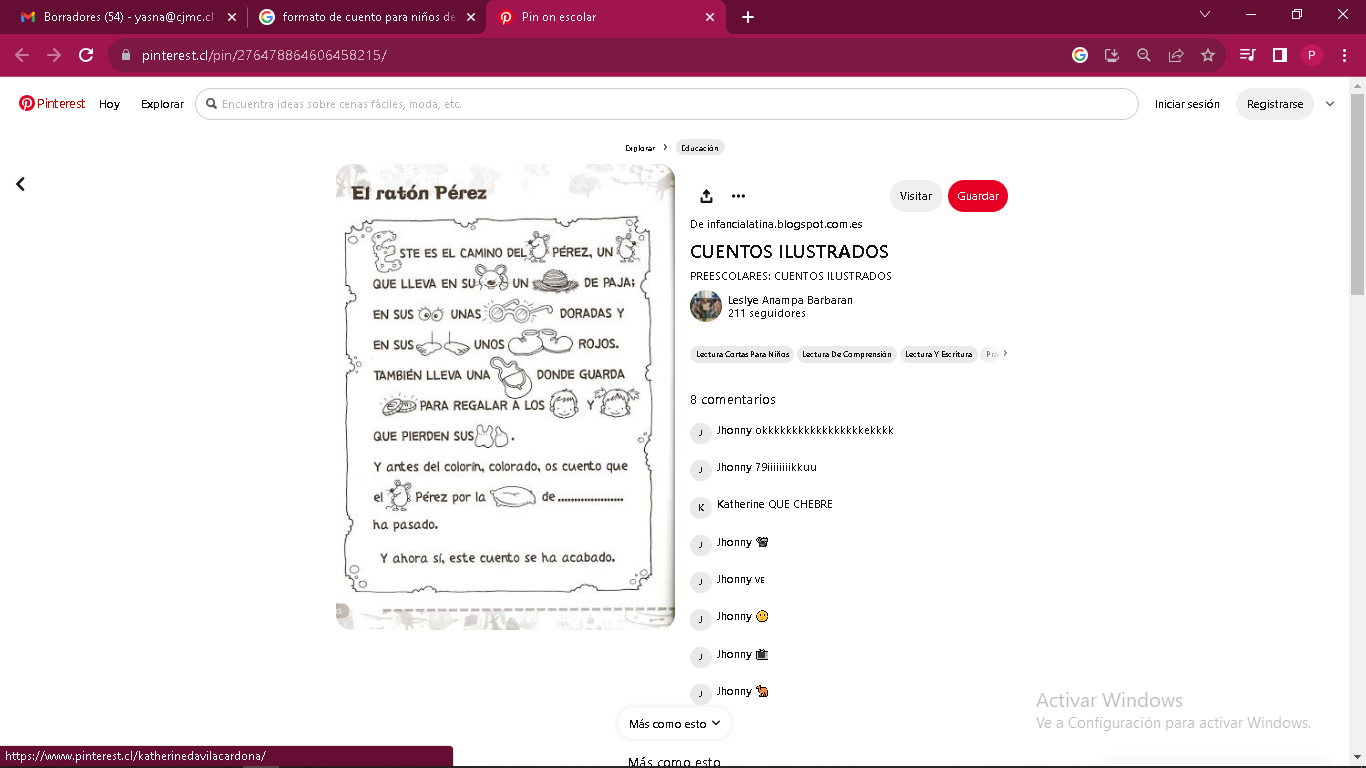 Borradores (54) - yasna@cjmc.cl
formato de cuento para niños de
Pin on escolar
pinterest.cl/pin/276478864606458215/
P
Pinterest
Hoy
Explorar
Encuentra ideas sobre cenas fáciles, moda, etc.
Iniciar sesión
Registrarse
Explorar
Educación
El ratón Pérez
ESTE ES EL CAMINO DEL PÉREZ, UN
QUE LLEVA EN SU UN DE PAJA;
EN SUS UNAS DORADAS Y
EN SUS UNOS ROJOS.
TAMBIÉN LLEVA UNA DONDE GUARDA
PARA REGALAR A LOS Y
QUE PIERDEN SUS .
Y antes del colorín, colorado, os cuento que
el Pérez por la de ....................
ha pasado.
Y ahora sí, este cuento se ha acabado.
Visitar
Guardar
De infancialatina.blogspot.com.es
CUENTOS ILUSTRADOS
PREESCOLARES: CUENTOS ILUSTRADOS
Leslye Anampa Barbaran
211 seguidores
Lectura Cortas Para Niños
Lectura De Comprensión
Lectura Y Escritura
Pra
8 comentarios
J Jhonny okkkkkkkkkkkkkkkkkekkkk
J Jhonny 79iiiiiiiikkuu
K Katherine QUE CHEBRE
J Jhonny
J Jhonny VE
J Jhonny
J Jhonny
J Jhonny
Más como esto
Más como esto
Activar Windows
Ve a Configuración para activar Windows.
https://www.pinterest.cl/katherinedavilacardona/